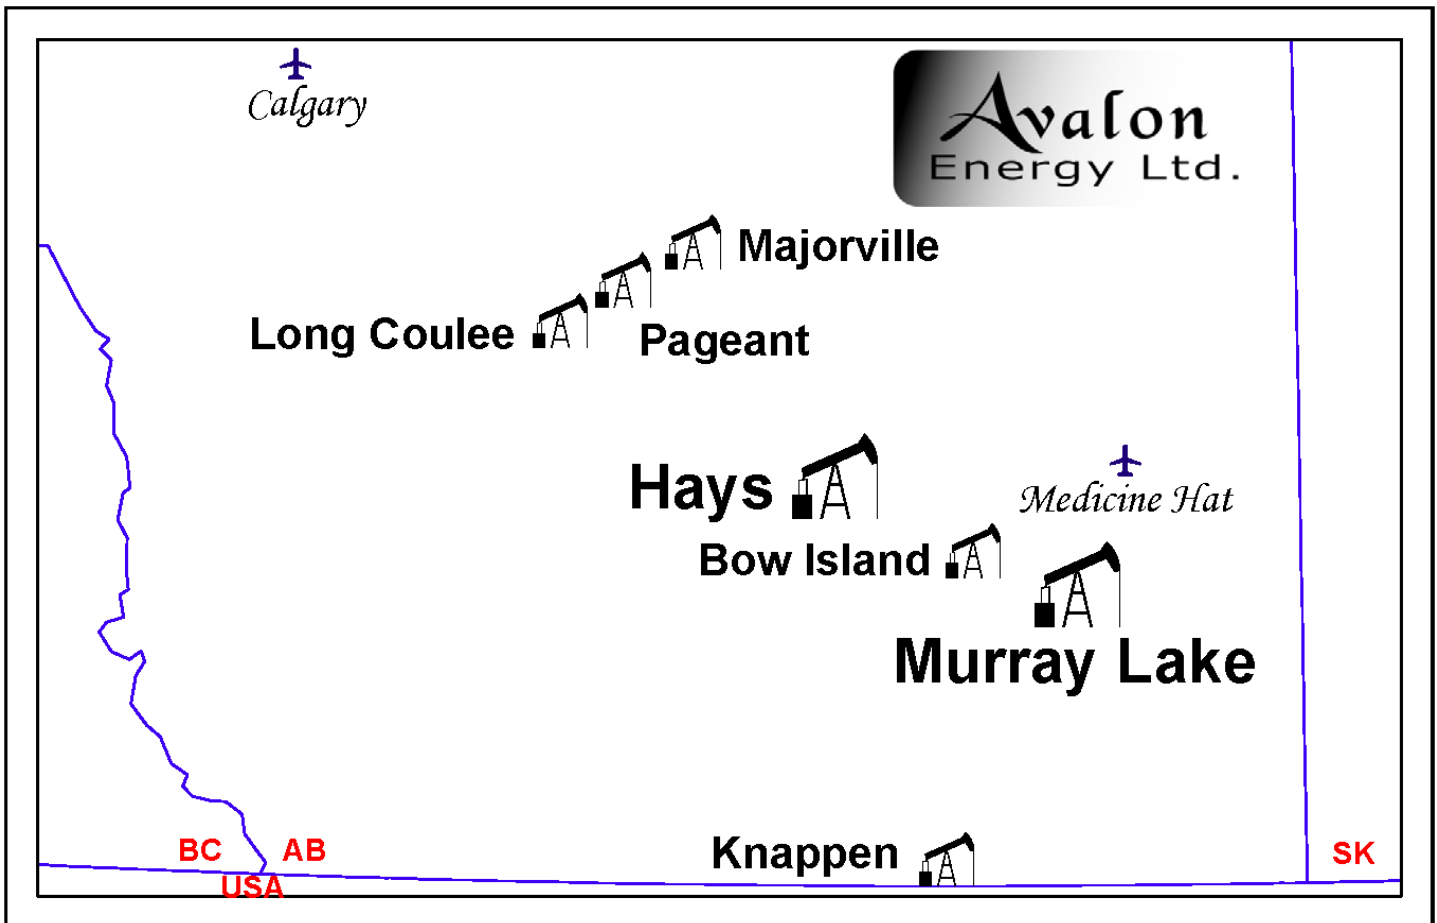 Calgary
Avalon
Energy Ltd.
Majorville
Long Coulee
Pageant
Hays
Medicine Hat
Bow Island
Murray Lake
Knappen
BC
AB
SK
USA